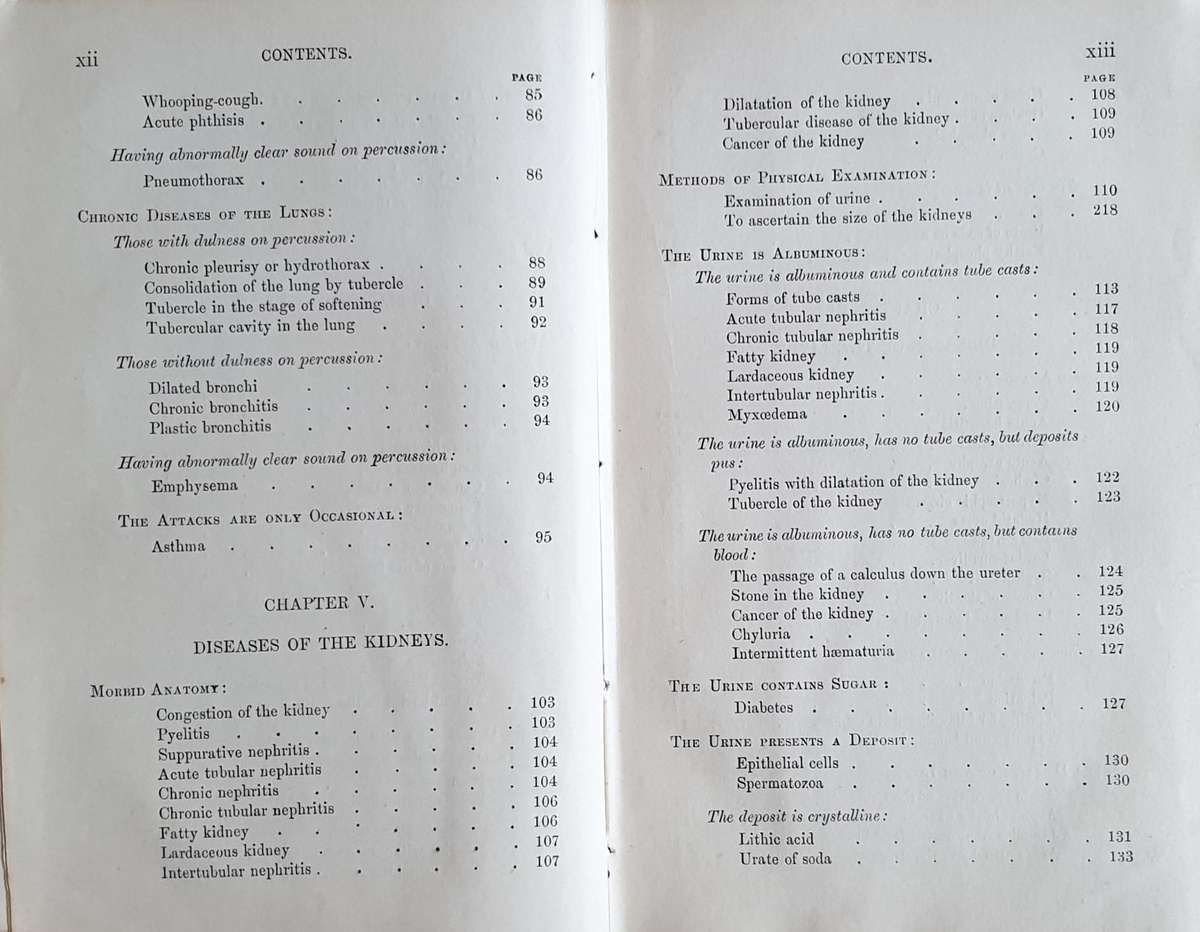 xii CONTENTS.
PAGE
Whooping-cough. . . . . . . 85
Acute phthisis . . . . . . . 86
Having abnormally clear sound on percussion:
Pneumothorax . . . . . . . 86
CHRONIC DISEASES OF THE LUNGS:
Those with dulness on percussion:
Chronic pleurisy or hydrothorax . . . . 88
Consolidation of the lung by tubercle . . . 89
Tubercle in the stage of softening . . . 91
Tubercular cavity in the lung . . . . 92
Those without dulness on percussion:
Dilated bronchi . . . . . . 93
Chronic bronchitis . . . . . . 93
Plastic bronchitis . . . . . . 94
Having abnormally clear sound on percussion:
Emphysema . . . . . . . 94
THE ATTACKS ARE ONLY OCCASIONAL:
Asthma . . . . . . . . 95
CHAPTER V.
DISEASES OF THE KIDNEYS.
MORBID ANATOMY:
Congestion of the kidney . . . . . 103
Pyelitis . . . . . . . . 103
Suppurative nephritis . . . . . . 104
Acute tubular nephritis . . . . . 104
Chronic nephritis . . . . . . 104
Chronic tubular nephritis . . . . . 106
Fatty kidney . . . . . . . 106
Lardaceous kidney . . . . . . 107
Intertubular nephritis . . . . . . 107
CONTENTS. xiii
PAGE
Dilatation of the kidney . . . . . 108
Tubercular disease of the kidney . . . . 109
Cancer of the kidney . . . . . 109
METHODS OF PHYSICAL EXAMINATION:
Examination of urine . . . . . . 110
To ascertain the size of the kidneys . . . 218
THE URINE IS ALBUMINOUS:
The urine is albuminous and contains tube casts:
Forms of tube casts . . . . . . 113
Acute tubular nephritis . . . . . 117
Chronic tubular nephritis . . . . . 118
Fatty kidney . . . . . . . 119
Lardaceous kidney . . . . . . 119
Intertubular nephritis . . . . . . 119
Myxœdema . . . . . . . 120
The urine is albuminous, has no tube casts, but deposits
pus:
Pyelitis with dilatation of the kidney . . . 122
Tubercle of the kidney . . . . . 123
The urine is albuminous, has no tube casts, but contains
blood:
The passage of a calculus down the ureter . . 124
Stone in the kidney . . . . . . 125
Cancer of the kidney . . . . . . 125
Chyluria . . . . . . . . 126
Intermittent hæmaturia . . . . . 127
THE URINE CONTAINS SUGAR:
Diabetes . . . . . . . . 127
THE URINE PRESENTS A DEPOSIT:
Epithelial cells . . . . . . . 130
Spermatozoa . . . . . . . 130
The deposit is crystalline:
Lithic acid . . . . . . . 131
Urate of soda . . . . . . . 133